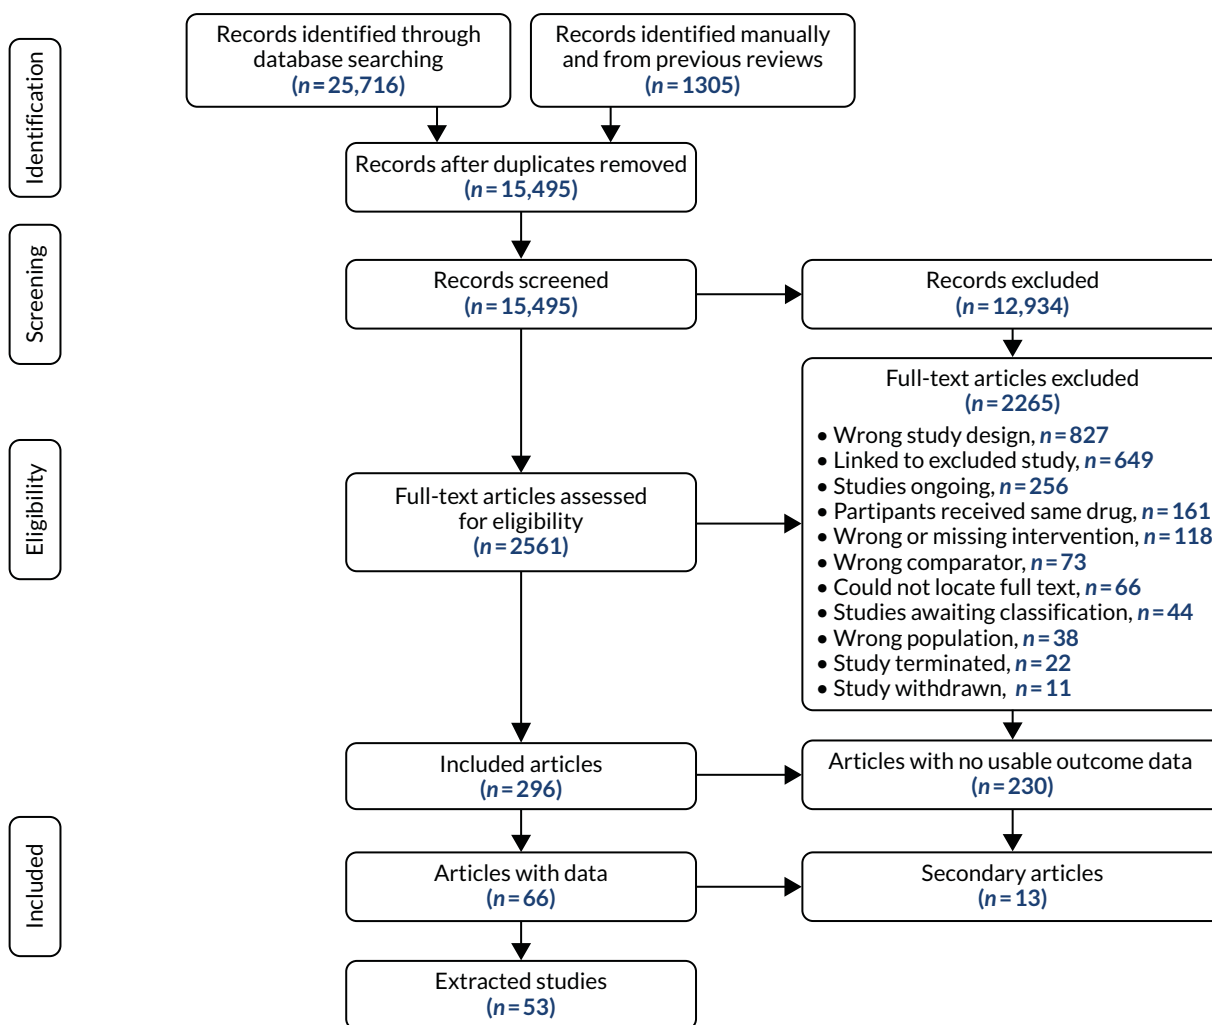 Identification
Records identified through
database searching
(n=25,716)
Records identified manually
and from previous reviews
(n=1305)
Records after duplicates removed
(n=15,495)
Screening
Records screened
(n=15,495)
Records excluded
(n=12,934)
Eligibility
Full-text articles assessed
for eligibility
(n=2561)
Full-text articles excluded
(n=2265)
• Wrong study design, n=827
• Linked to excluded study, n=649
• Studies ongoing, n=256
• Partipants received same drug, n=161
• Wrong or missing intervention, n=118
• Wrong comparator, n=73
• Could not locate full text, n=66
• Studies awaiting classification, n=44
• Wrong population, n=38
• Study terminated, n=22
• Study withdrawn, n=11
Included
Included articles
(n=296)
Articles with no usable outcome data
(n=230)
Articles with data
(n=66)
Secondary articles
(n=13)
Extracted studies
(n=53)